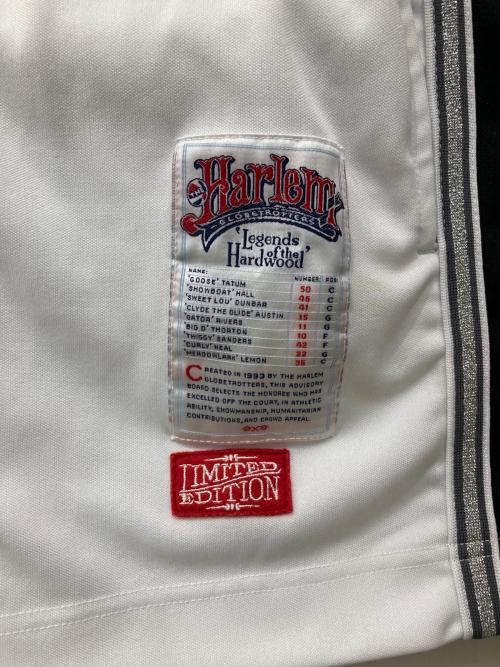 Harlem
GLOBETROTTERS
'Legends
of the
Hardwood'
NAME: NUMBER: POS:
'GOOSE' TATUM 50 C
'SHOWBOAT' HALL 46 C
'SWEET LOU' DUNBAR 41 C
'CLYDE THE GLIDE' AUSTIN 15 G
'GATOR' RIVERS 11 G
'BIG D' THORTON 10 F
'TWIGGY' SANDERS 42 F
'CURLY' NEAL 22 G
'MEADOWLARK' LEMON 36 C
CREATED IN 1993 BY THE HARLEM
GLOBETROTTERS, THIS ADVISORY
BOARD SELECTS THE HONOREE WHO HAS
EXCELLED OFF THE COURT, IN ATHLETIC
ABILITY, SHOWMANSHIP, HUMANITARIAN
CONTRIBUTIONS, AND CROWD APPEAL.
LIMITED
EDITION